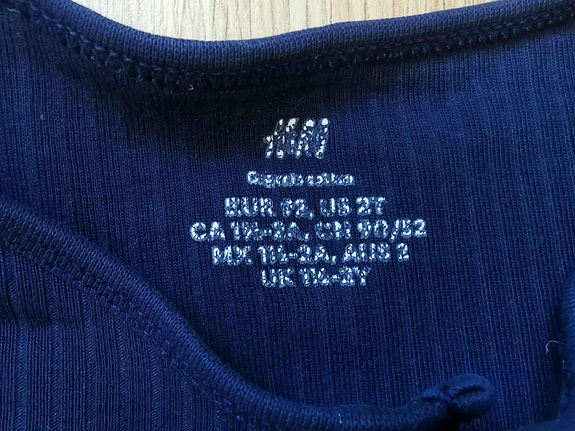 H&M
Organic cotton
EUR 92, US 2Y
CA 1½-2A, CN 90/52
MX 1½-2A, AUS 2
UK 1½-2Y